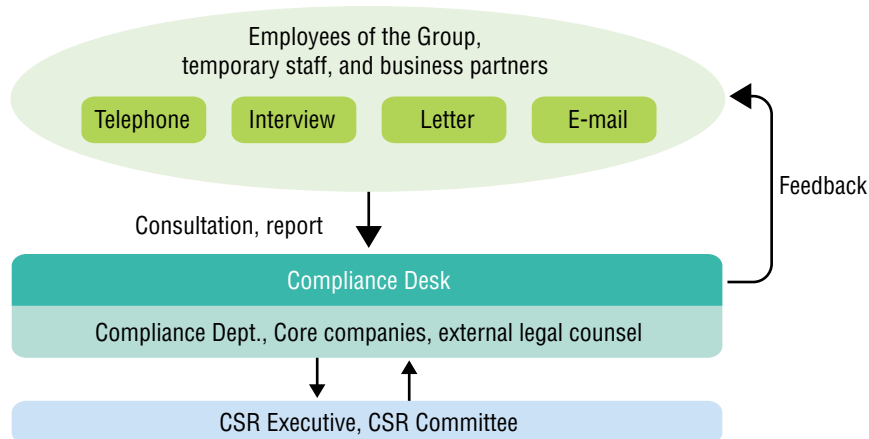 Employees of the Group,
temporary staff, and business partners
Telephone
Interview
Letter
E-mail
Feedback
Consultation, report
Compliance Desk
Compliance Dept., Core companies, external legal counsel
CSR Executive, CSR Committee